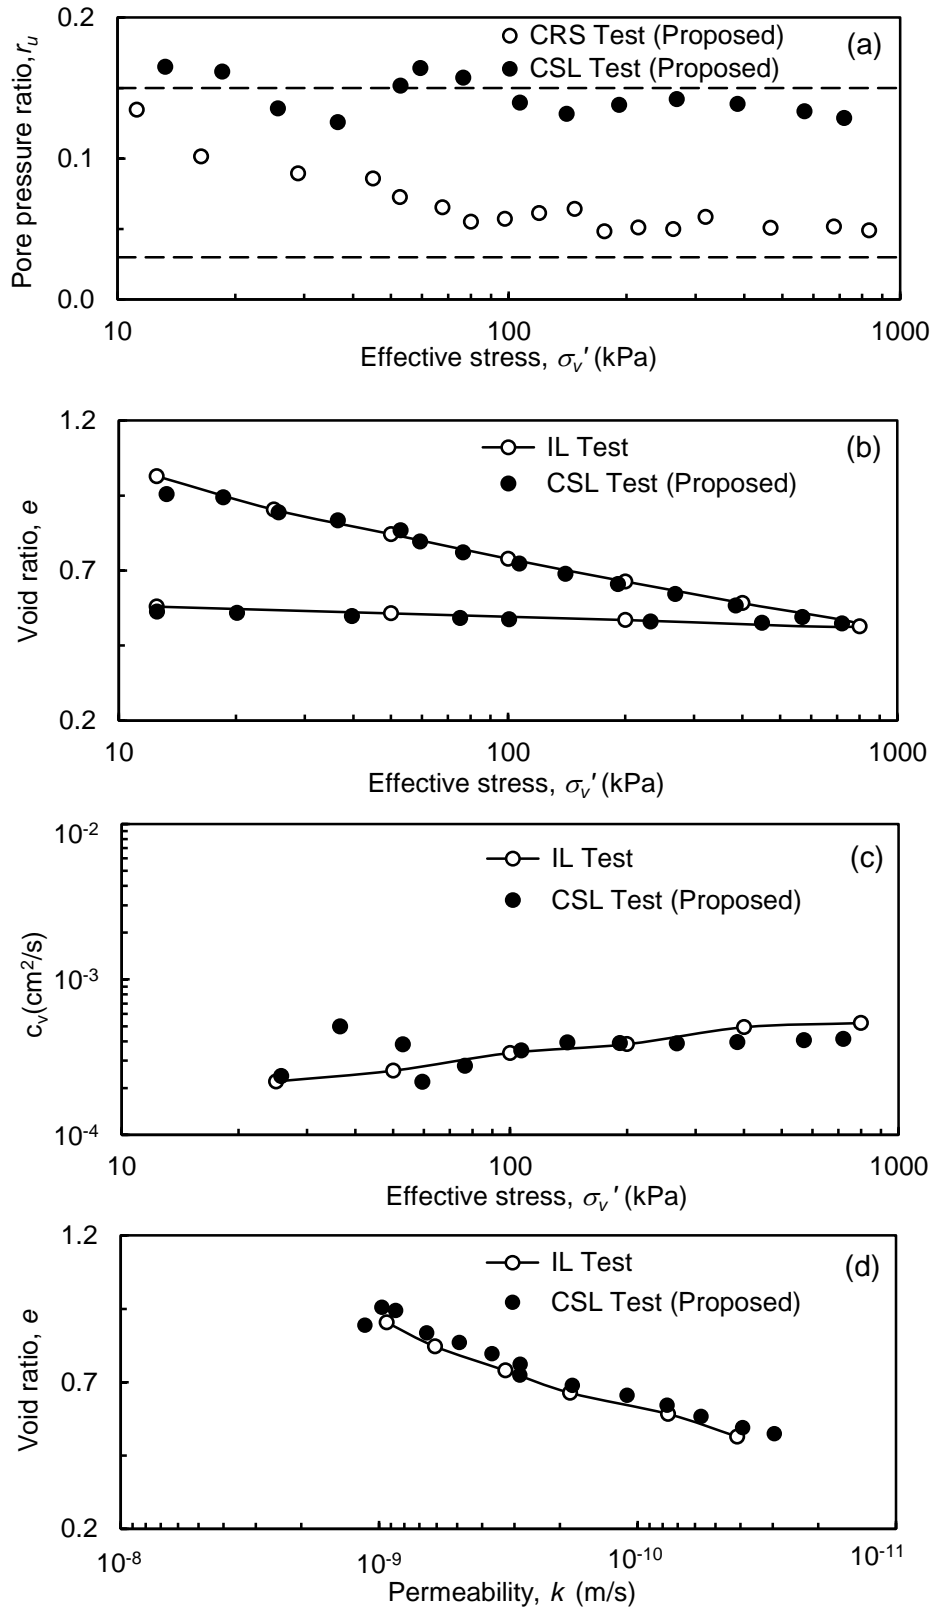 0.2
CRS Test (Proposed)
(a)
CSL Test (Proposed)
Pore pressure ratio, r_u
0.1
0.0
10
100
1000
Effective stress, σ_v' (kPa)
1.2
IL Test
(b)
CSL Test (Proposed)
Void ratio, e
0.7
0.2
10
100
1000
Effective stress, σ_v' (kPa)
10^-2
IL Test
(c)
CSL Test (Proposed)
c_v(cm²/s)
10^-3
10^-4
10
100
1000
Effective stress, σ_v' (kPa)
1.2
IL Test
(d)
CSL Test (Proposed)
Void ratio, e
0.7
0.2
10^-8
10^-9
10^-10
10^-11
Permeability, k (m/s)